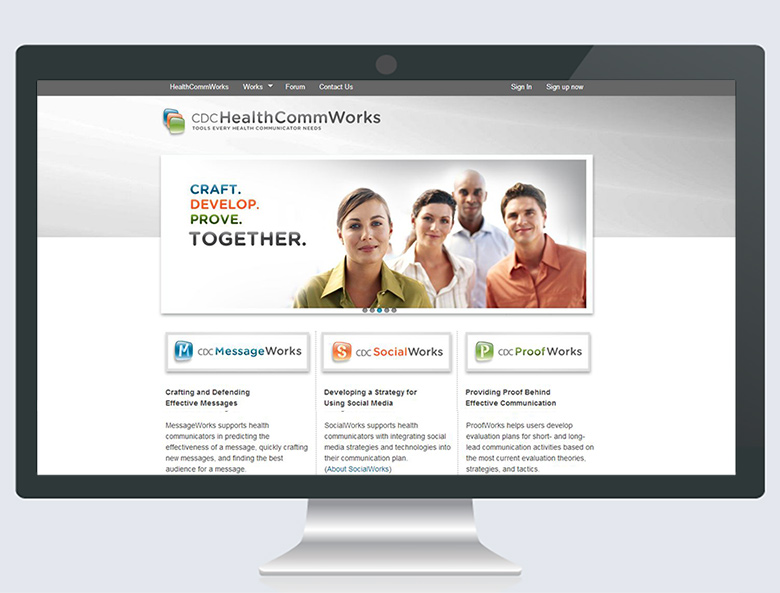 HealthCommWorks Works Forum Contact Us Sign In Sign up now
CDCHealthCommWorks
TOOLS EVERY HEALTH COMMUNICATOR NEEDS
CRAFT.
DEVELOP.
PROVE.
TOGETHER.
M CDC MessageWorks
S CDC SocialWorks
P CDC ProofWorks
Crafting and Defending
Effective Messages
MessageWorks supports health
communicators in predicting the
effectiveness of a message, quickly crafting
new messages, and finding the best
audience for a message.
Developing a Strategy for
Using Social Media
SocialWorks supports health
communicators with integrating social
media strategies and technologies into
their communication plan.
(About SocialWorks)
Providing Proof Behind
Effective Communication
ProofWorks helps users develop
evaluation plans for short- and long-
lead communication activities based on
the most current evaluation theories,
strategies, and tactics.